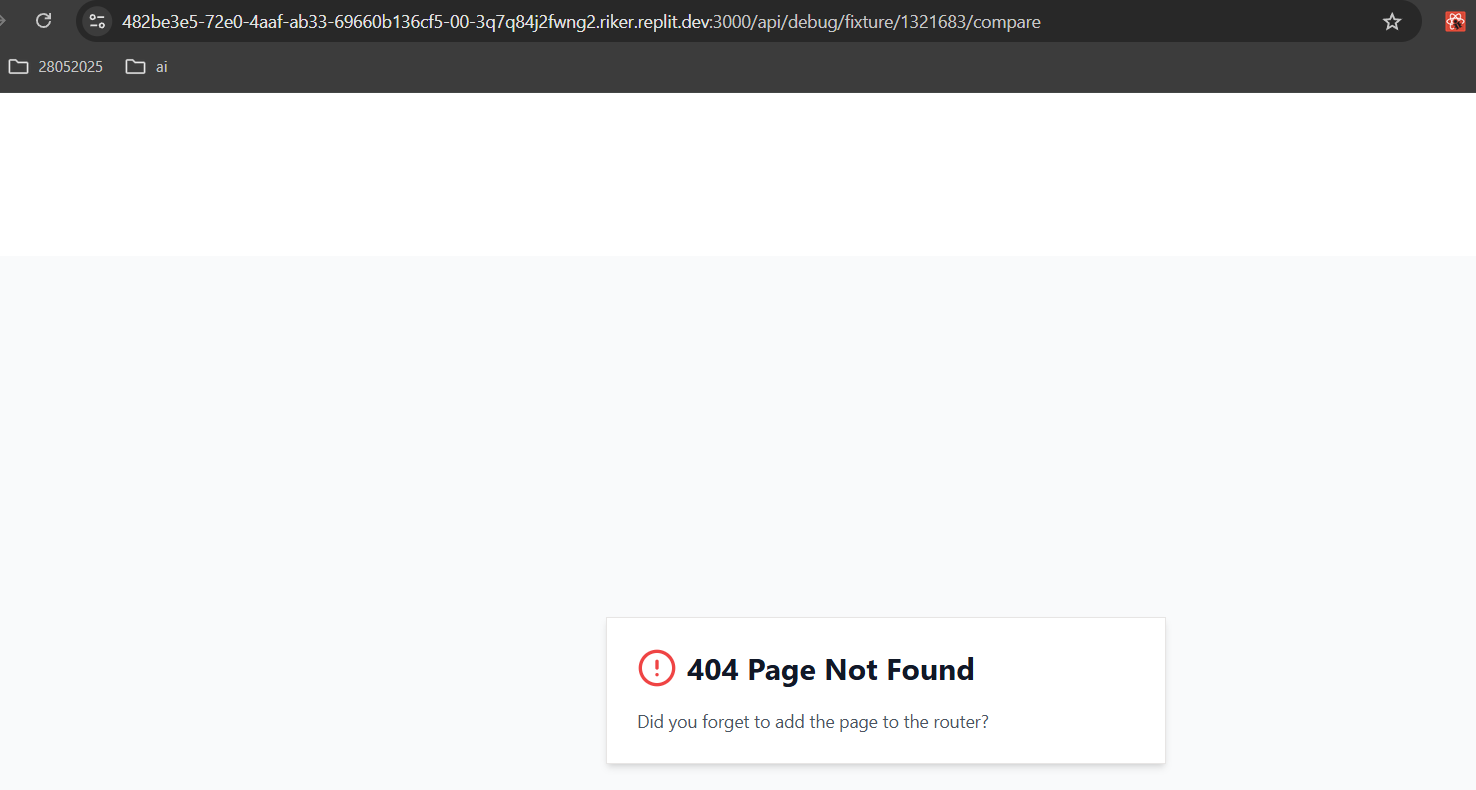 482be3e5-72e0-4aaf-ab33-69660b136cf5-00-3q7q84j2fwng2.riker.replit.dev:3000/api/debug/fixture/1321683/compare
28052025 ai
404 Page Not Found
Did you forget to add the page to the router?